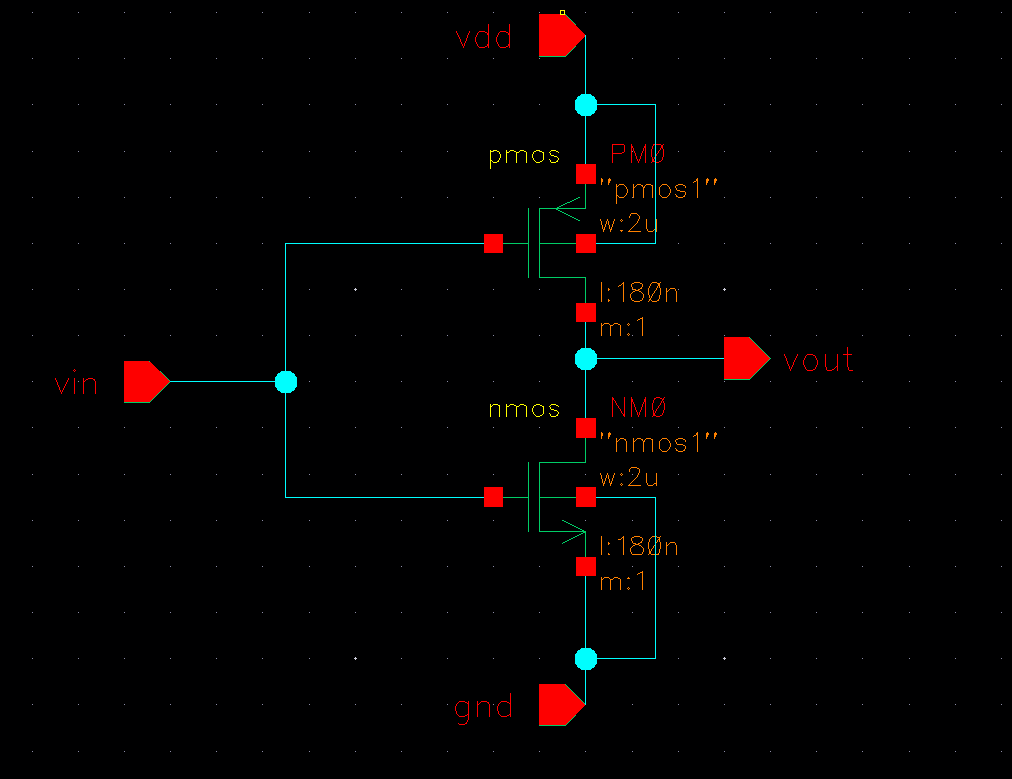 vdd
pmos
PM0
"pmos1"
w:2u
l:180n
m:1
vin
vout
nmos
NM0
"nmos1"
w:2u
l:180n
m:1
gnd